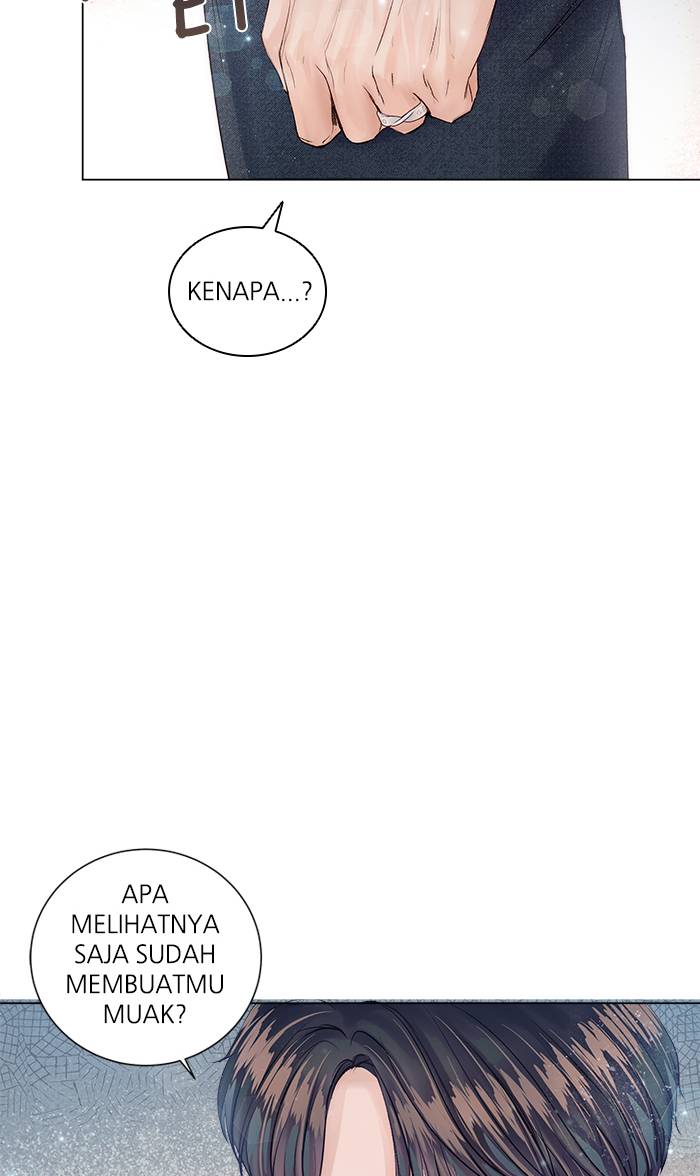 KENAPA...?
APA
MELIHATNYA
SAJA SUDAH
MEMBUATMU
MUAK?